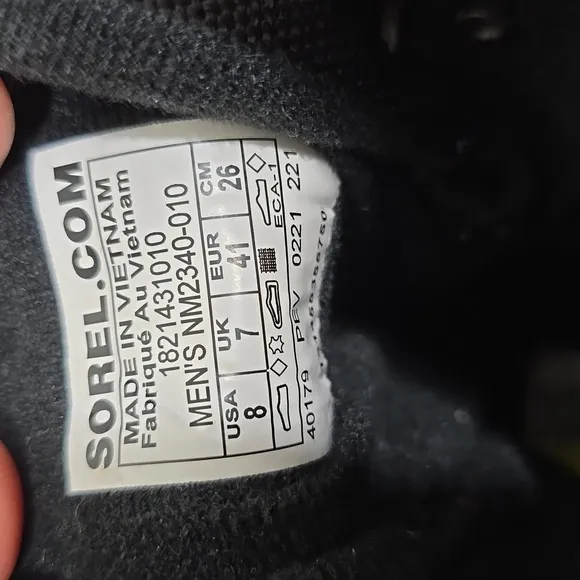 SOREL.COM
MADE IN VIETNAM
Fabriqué Au Vietnam
1821431010
MEN'S NM2340-010
USA UK EUR CM
8 7 41 26
ECA-1
40179 PEV 0221 221